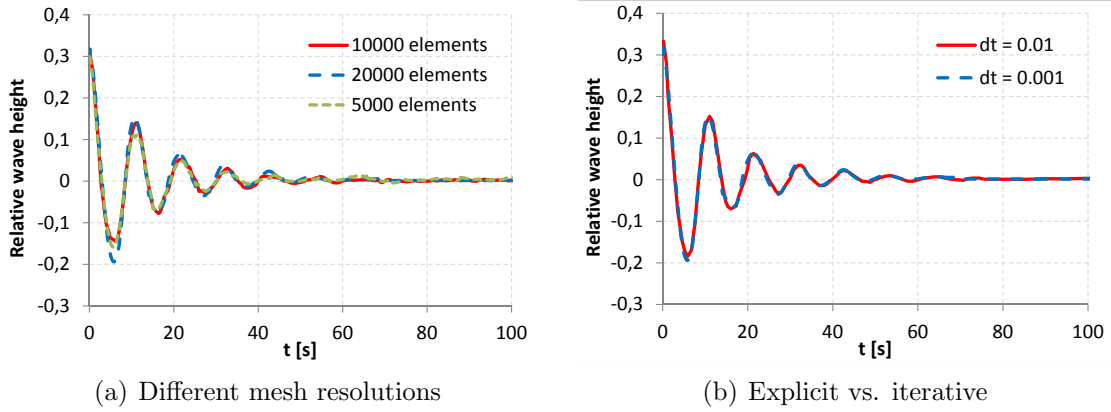 0,4
0,3
0,2
0,1
0
-0,1
-0,2
-0,3
Relative wave height
10000 elements
20000 elements
5000 elements
0 20 40 60 80 100
t [s]
(a) Different mesh resolutions
0,4
0,3
0,2
0,1
0
-0,1
-0,2
-0,3
Relative wave height
dt = 0.01
dt = 0.001
0 20 40 60 80 100
t [s]
(b) Explicit vs. iterative